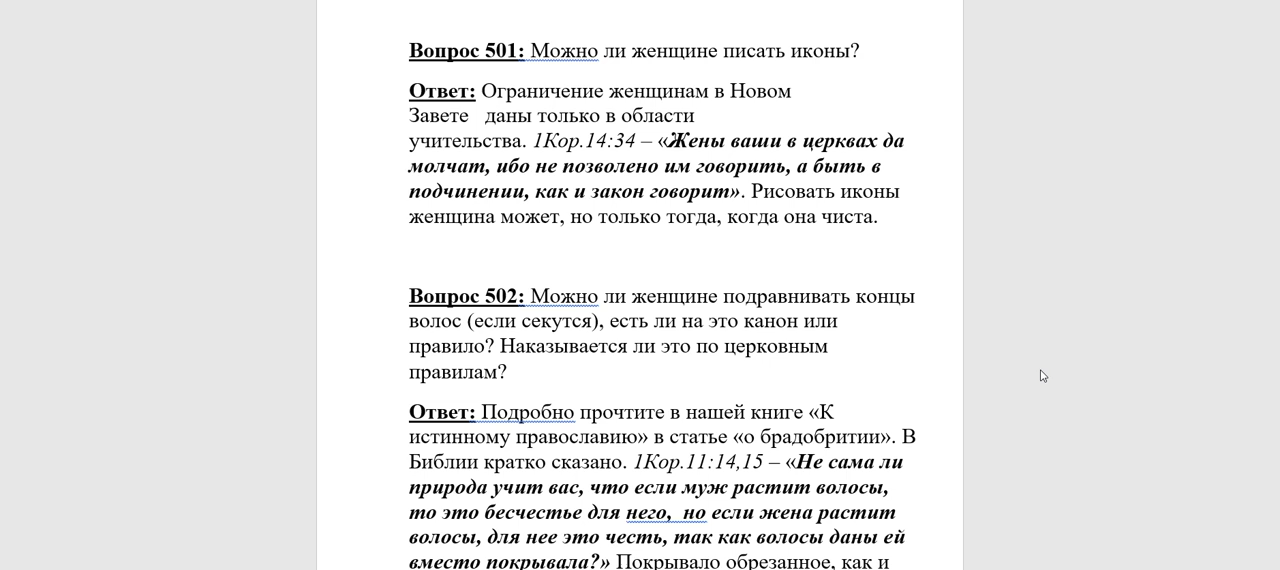 Вопрос 501: Можно ли женщине писать иконы?
Ответ: Ограничение женщинам в Новом
Завете   даны только в области
учительства. 1Кор.14:34 – «Жены ваши в церквах да
молчат, ибо не позволено им говорить, а быть в
подчинении, как и закон говорит». Рисовать иконы
женщина может, но только тогда, когда она чиста.
Вопрос 502: Можно ли женщине подравнивать концы
волос (если секутся), есть ли на это канон или
правило? Наказывается ли это по церковным
правилам?
Ответ: Подробно прочтите в нашей книге «К
истинному православию» в статье «о брадобритии». В
Библии кратко сказано. 1Кор.11:14,15 – «Не сама ли
природа учит вас, что если муж растит волосы,
то это бесчестье для него,  но если жена растит
волосы, для нее это честь, так как волосы даны ей
вместо покрывала?» Покрывало обрезанное, как и